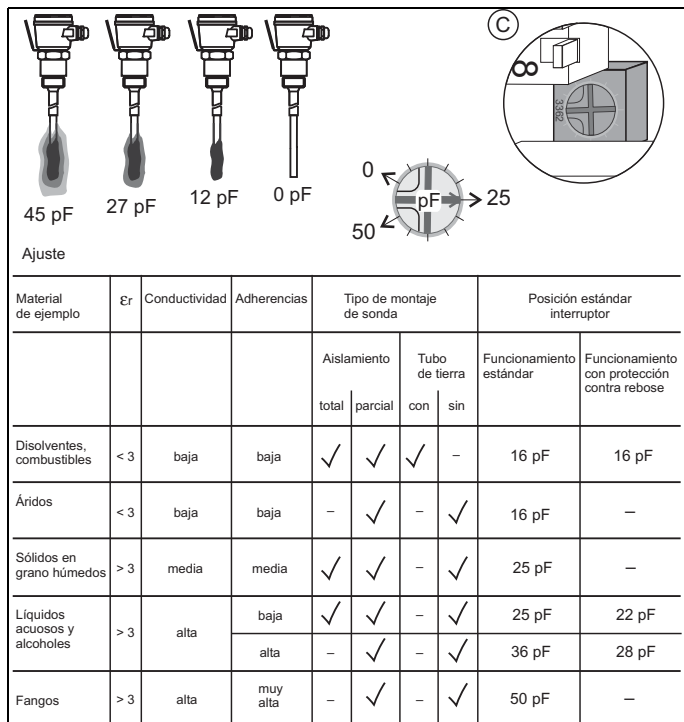 C
8
3362
45 pF
27 pF
12 pF
0 pF
0
pF
25
50
Ajuste
Material
de ejemplo
εr
Conductividad
Adherencias
Tipo de montaje
de sonda
Posición estándar
interruptor
Aislamiento
Tubo
de tierra
Funcionamiento
estándar
Funcionamiento
con protección
contra rebose
total
parcial
con
sin
Disolventes,
combustibles
< 3 baja baja ✓ ✓ ✓ – 16 pF 16 pF
Áridos
< 3 baja baja – ✓ – ✓ 16 pF –
Sólidos en
grano húmedos
> 3 media media ✓ ✓ – ✓ 25 pF –
Líquidos
acuosos y
alcoholes
> 3 alta
baja ✓ ✓ – ✓ 25 pF 22 pF
alta – ✓ – ✓ 36 pF 28 pF
Fangos > 3 alta muy
alta – ✓ – ✓ 50 pF –